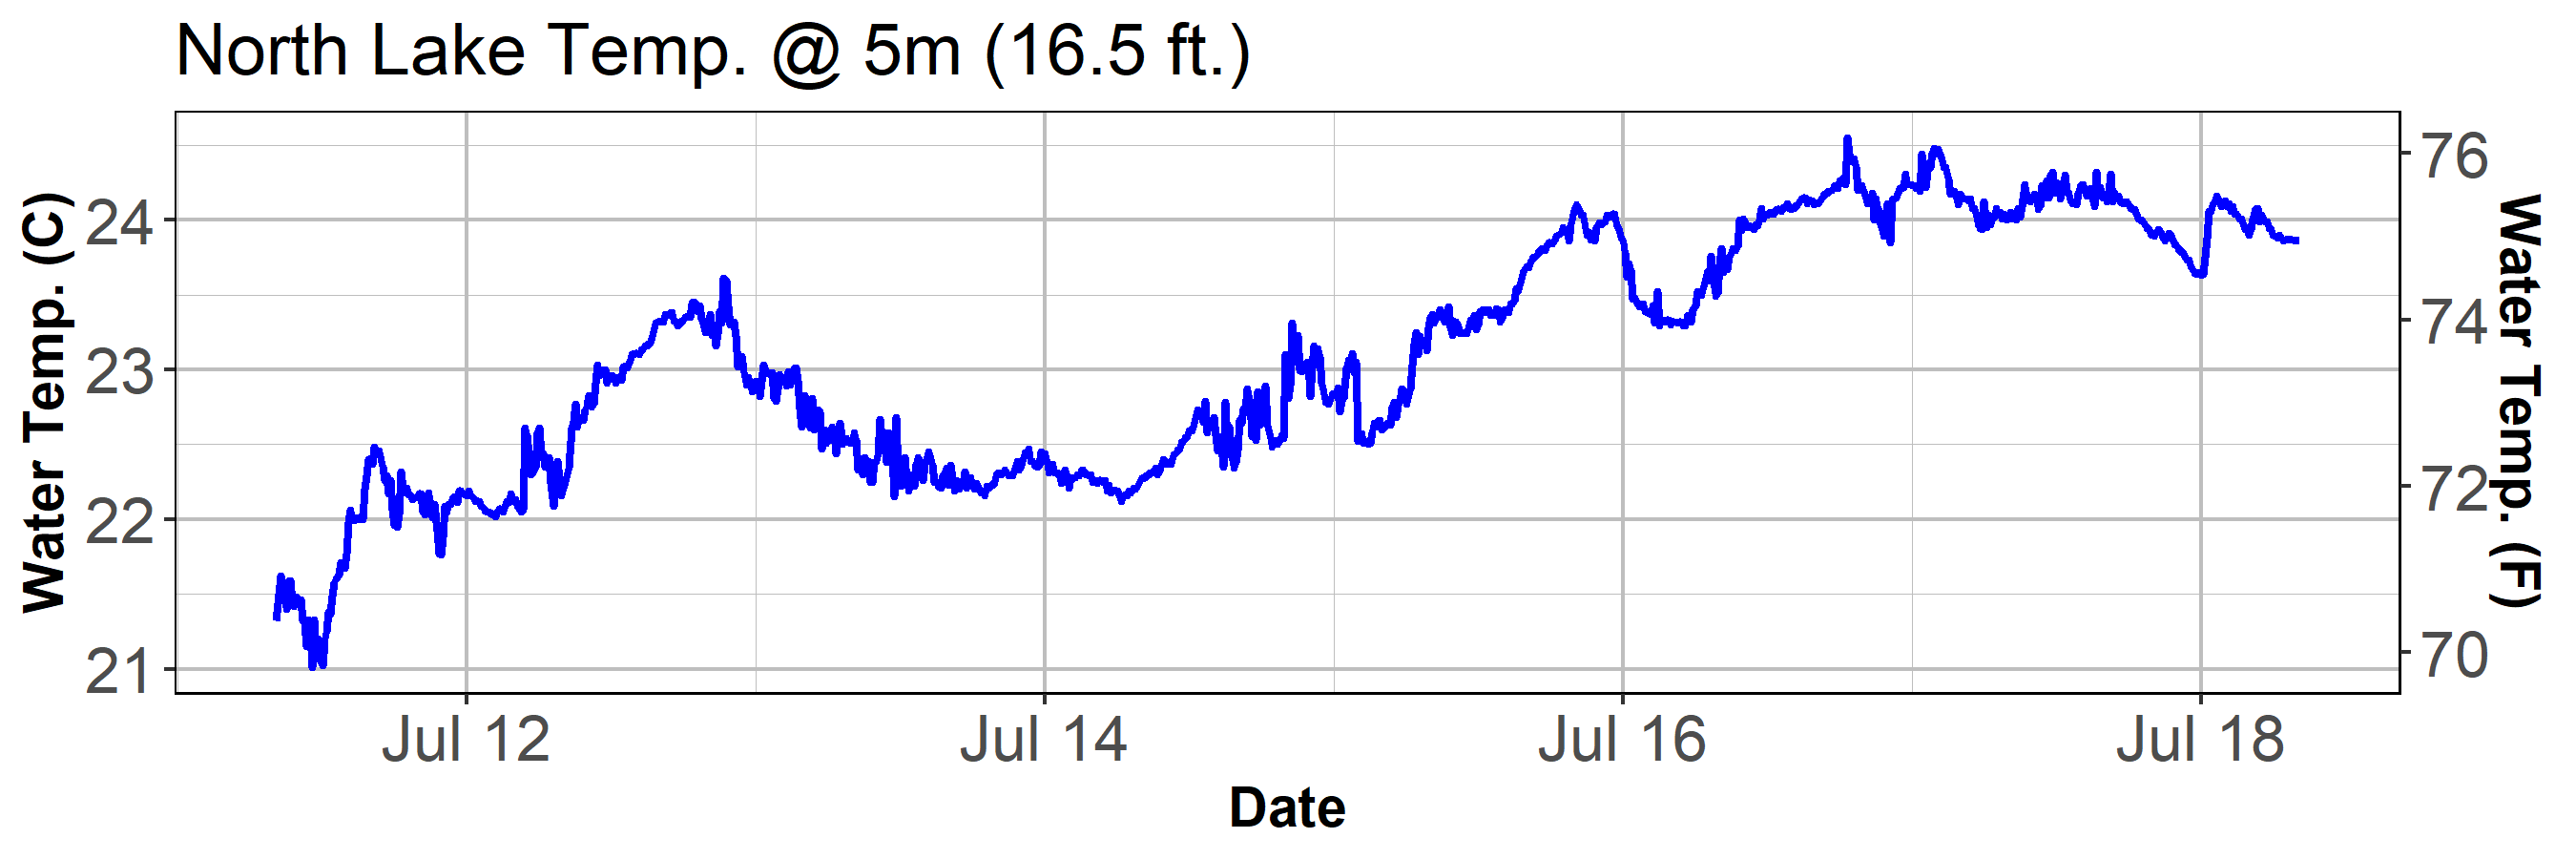 North Lake Temp. @ 5m (16.5 ft.)
Water Temp. (C)
24
23
22
21
76
74
72
70
Water Temp. (F)
Jul 12
Jul 14
Jul 16
Jul 18
Date